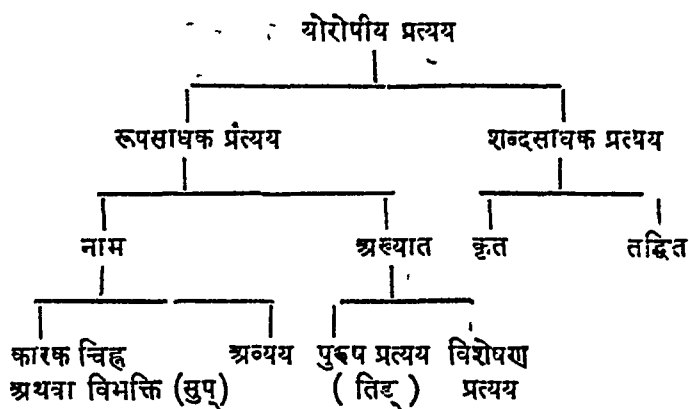 योरोपीय प्रत्यय
रूपसाधक प्रंत्यय शब्दसाधक प्रत्यय
नाम अख्यात कृत तद्धित
कारक चिह्न अव्यय पुरुष प्रत्यय विशेषण
अथवा विभक्ति (सुप्) ( तिङ् ) प्रत्यय